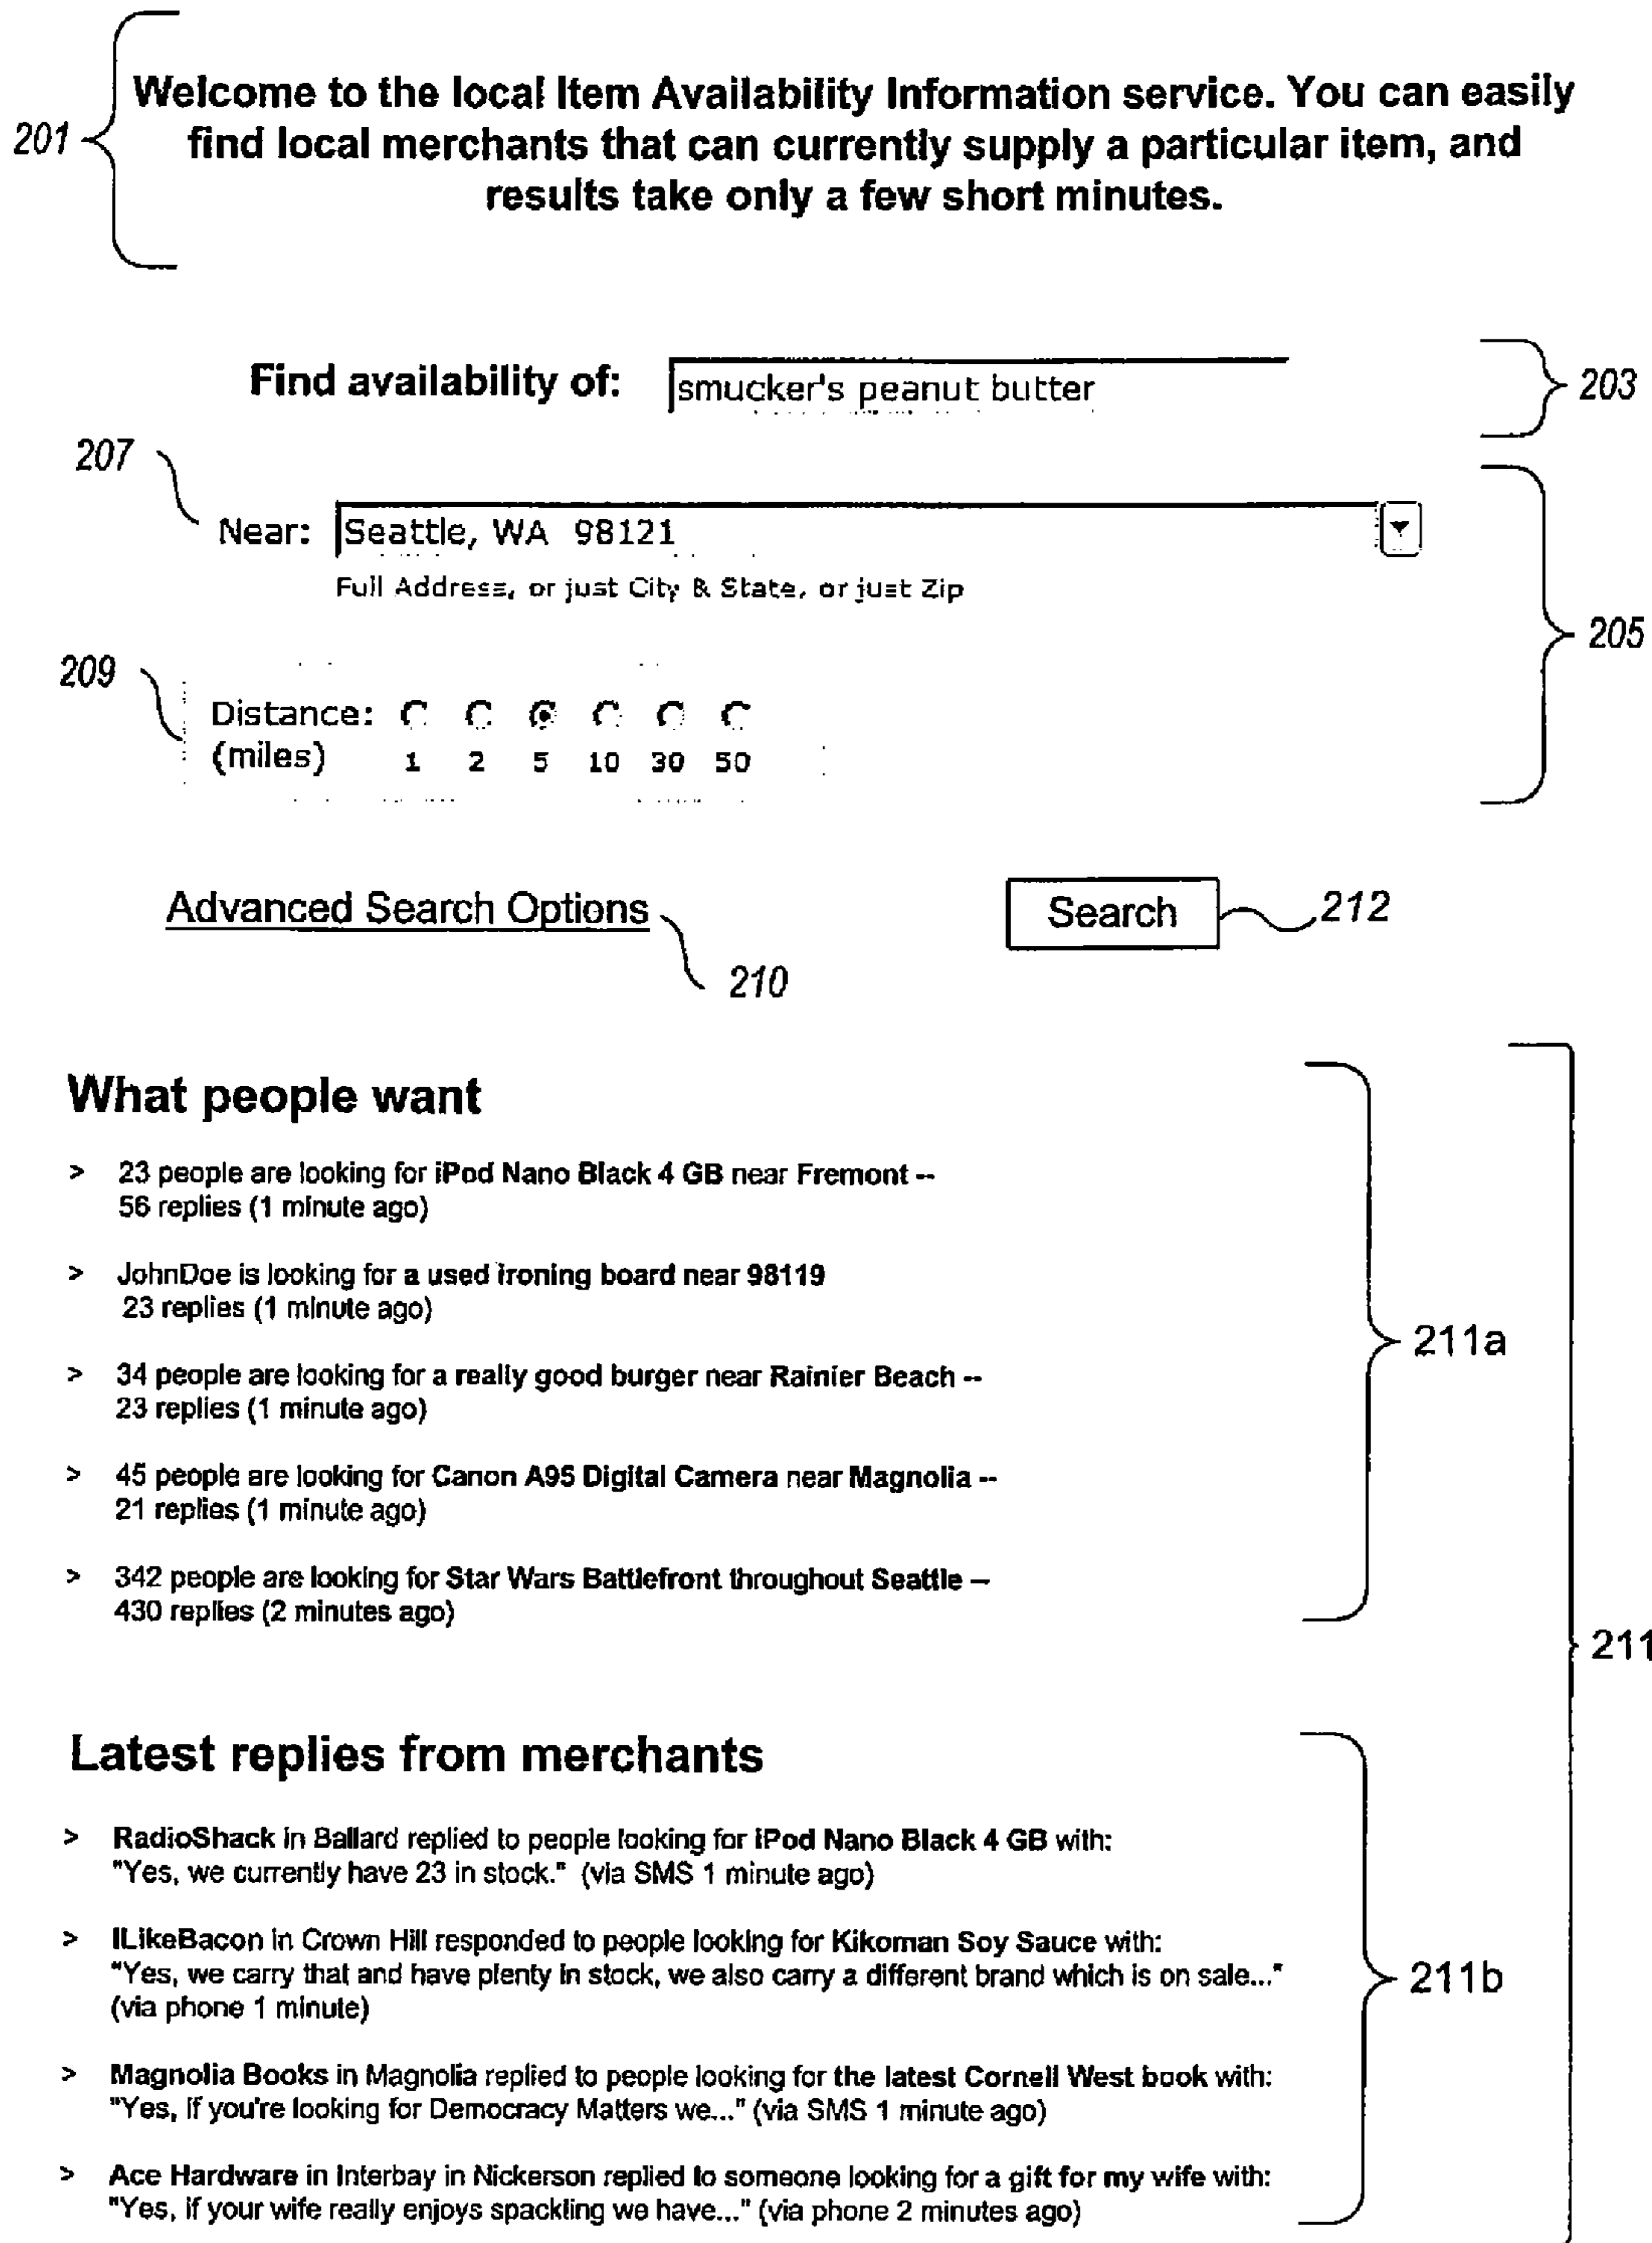 201
Welcome to the local Item Availability Information service. You can easily
find local merchants that can currently supply a particular item, and
results take only a few short minutes.
Find availability of: smucker's peanut butter
203
207
Near: Seattle, WA 98121
Full Address, or just City & State, or just Zip
205
209
Distance:
(miles) 1 2 5 10 30 50
Advanced Search Options
Search
212
210
What people want
> 23 people are looking for iPod Nano Black 4 GB near Fremont --
56 replies (1 minute ago)
> JohnDoe is looking for a used ironing board near 98119
23 replies (1 minute ago)
> 34 people are looking for a really good burger near Rainier Beach --
23 replies (1 minute ago)
> 45 people are looking for Canon A95 Digital Camera near Magnolia --
21 replies (1 minute ago)
> 342 people are looking for Star Wars Battlefront throughout Seattle --
430 replies (2 minutes ago)
211a
211
Latest replies from merchants
> RadioShack in Ballard replied to people looking for iPod Nano Black 4 GB with:
"Yes, we currently have 23 in stock." (via SMS 1 minute ago)
> ILikeBacon in Crown Hill responded to people looking for Kikoman Soy Sauce with:
"Yes, we carry that and have plenty in stock, we also carry a different brand which is on sale..."
(via phone 1 minute)
> Magnolia Books in Magnolia replied to people looking for the latest Cornell West book with:
"Yes, if you're looking for Democracy Matters we..." (via SMS 1 minute ago)
> Ace Hardware in Interbay in Nickerson replied to someone looking for a gift for my wife with:
"Yes, if your wife really enjoys spackling we have..." (via phone 2 minutes ago)
211b